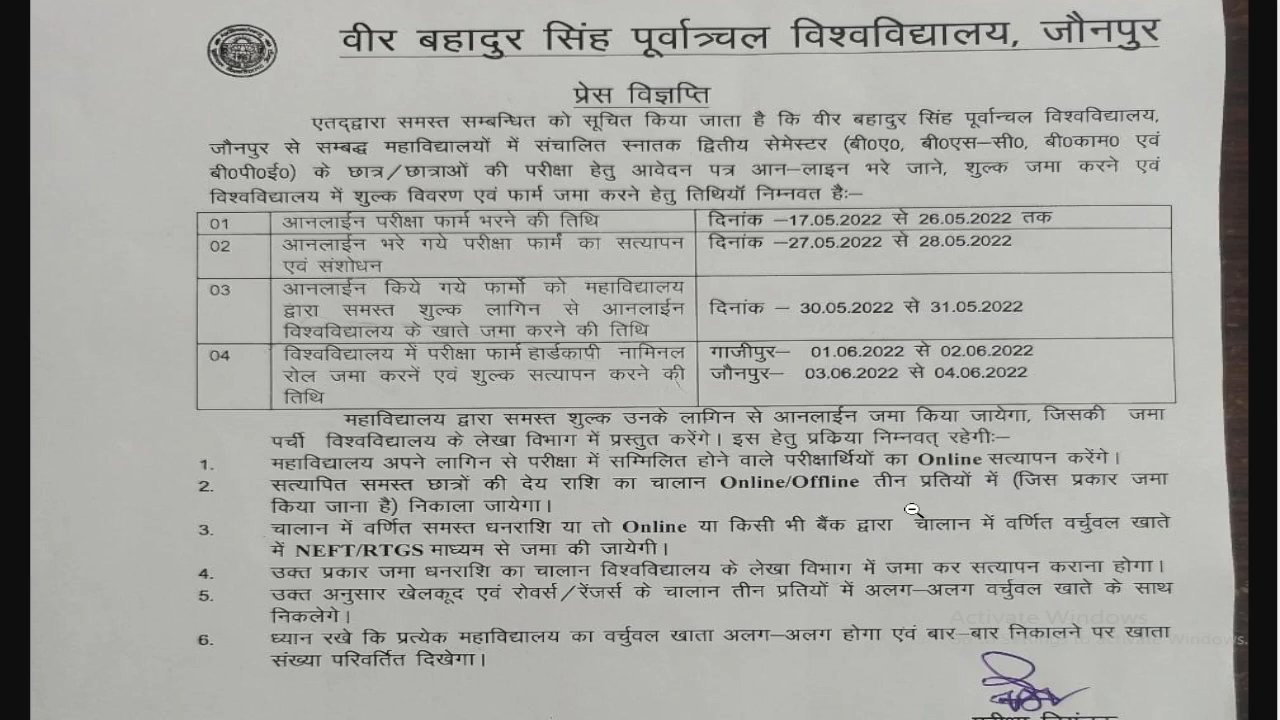 वीर बहादुर सिंह पूर्वान्चल विश्वविद्यालय, जौनपुर
प्रेस विज्ञप्ति
एतद्द्वारा समस्त सम्बन्धित को सूचित किया जाता है कि वीर बहादुर सिंह पूर्वान्चल विश्वविद्यालय,
जौनपुर से सम्बद्ध महाविद्यालयों में संचालित स्नातक द्वितीय सेमेस्टर (बी०ए०, बी०एस–सी०, बी०काम० एवं
बी०पी०ई०) के छात्र/छात्राओं की परीक्षा हेतु आवेदन पत्र आन–लाइन भरे जाने, शुल्क जमा करने एवं
विश्वविद्यालय में शुल्क विवरण एवं फार्म जमा करने हेतु तिथियॉ निम्नवत है:–
01 आनलाईन परीक्षा फार्म भरने की तिथि दिनांक –17.05.2022 से 26.05.2022 तक
02 आनलाईन भरे गये परीक्षा फार्म का सत्यापन दिनांक –27.05.2022 से 28.05.2022
एवं संशोधन
03 आनलाईन किये गये फार्मो को महाविद्यालय
द्वारा समस्त शुल्क लागिन से आनलाईन दिनांक – 30.05.2022 से 31.05.2022
विश्वविद्यालय के खाते जमा करने की तिथि
04 विश्वविद्यालय में परीक्षा फार्म हार्डकापी नामिनल गाजीपुर– 01.06.2022 से 02.06.2022
रोल जमा करनें एवं शुल्क सत्यापन करने की जौनपुर– 03.06.2022 से 04.06.2022
तिथि
महाविद्यालय द्वारा समस्त शुल्क उनके लागिन से आनलाईन जमा किया जायेगा, जिसकी जमा
पर्ची विश्वविद्यालय के लेखा विभाग में प्रस्तुत करेंगे। इस हेतु प्रकिया निम्नवत् रहेगी:–
1. महाविद्यालय अपने लागिन से परीक्षा में सम्मिलित होने वाले परीक्षार्थियों का Online सत्यापन करेंगे।
2. सत्यापित समस्त छात्रों की देय राशि का चालान Online/Offline तीन प्रतियों में (जिस प्रकार जमा
किया जाना है) निकाला जायेगा।
3. चालान में वर्णित समस्त धनराशि या तो Online या किसी भी बैंक द्वारा चालान में वर्णित वर्चुवल खाते
में NEFT/RTGS माध्यम से जमा की जायेगी।
4. उक्त प्रकार जमा धनराशि का चालान विश्वविद्यालय के लेखा विभाग में जमा कर सत्यापन कराना होगा।
5. उक्त अनुसार खेलकूद एवं रोवर्स/रेंजर्स के चालान तीन प्रतियों में अलग–अलग वर्चुवल खाते के साथ
निकलेगे।
6. ध्यान रखे कि प्रत्येक महाविद्यालय का वर्चुवल खाता अलग–अलग होगा एवं बार–बार निकालने पर खाता
संख्या परिवर्तित दिखेगा।
Activate Windows